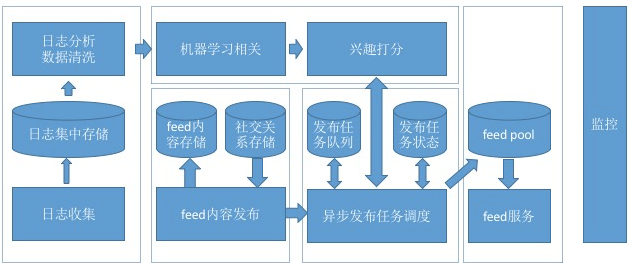 日志分析
数据清洗
机器学习相关
兴趣打分
日志集中存储
feed内
容存储
社交关
系存储
发布任
务队列
发布任
务状态
feed pool
监控
日志收集
feed内容发布
异步发布任务调度
feed服务